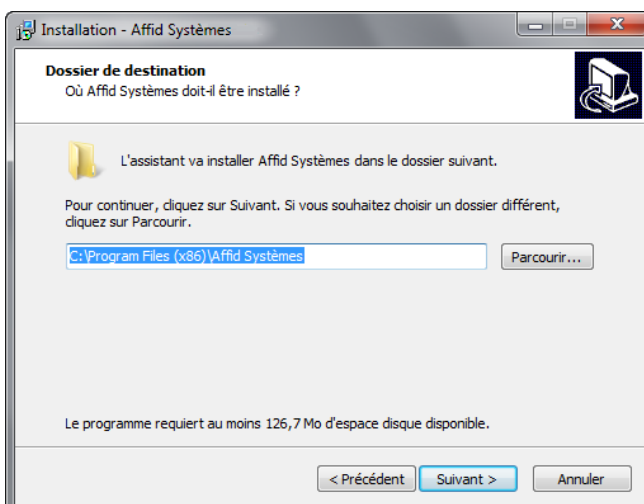 Installation - Affid Systèmes
Dossier de destination
Où Affid Systèmes doit-il être installé ?
L'assistant va installer Affid Systèmes dans le dossier suivant.
Pour continuer, cliquez sur Suivant. Si vous souhaitez choisir un dossier différent,
cliquez sur Parcourir.
C:\Program Files (x86)\Affid Systèmes
Parcourir...
Le programme requiert au moins 126,7 Mo d'espace disque disponible.
< Précédent
Suivant >
Annuler